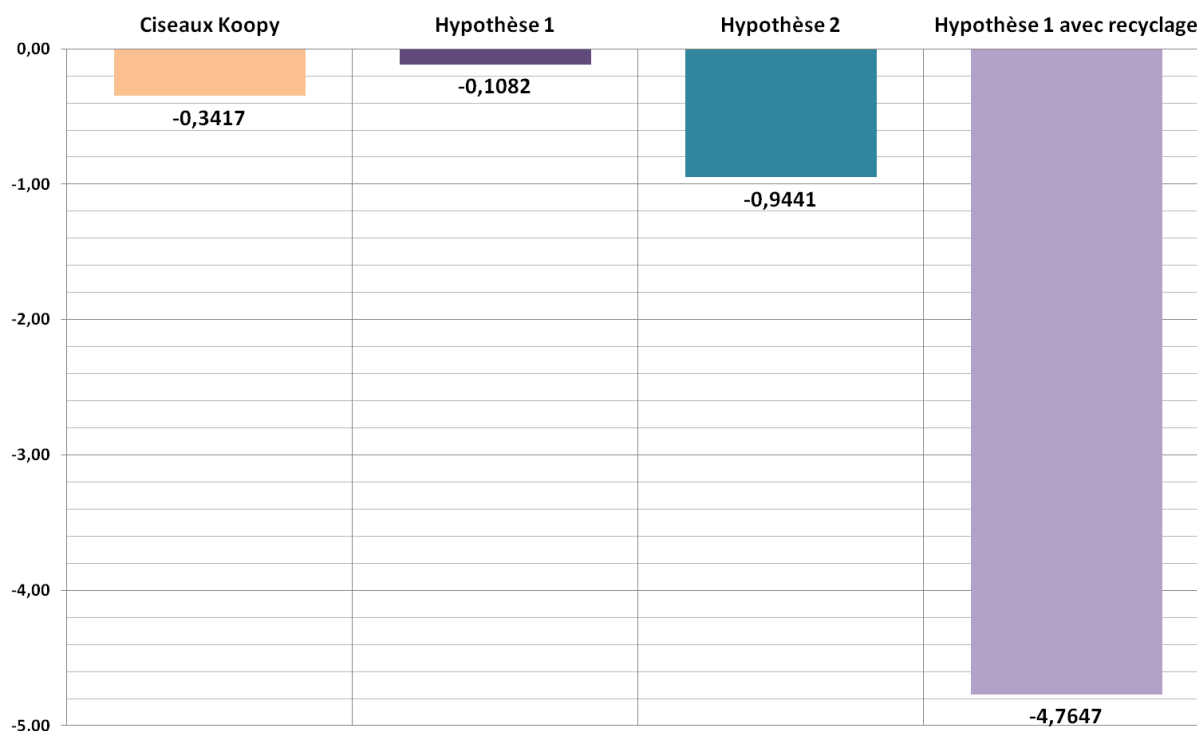 Ciseaux Koopy
Hypothèse 1
Hypothèse 2
Hypothèse 1 avec recyclage
0,00
-0,1082
-0,3417
-1,00
-0,9441
-2,00
-3,00
-4,00
-4,7647
-5,00